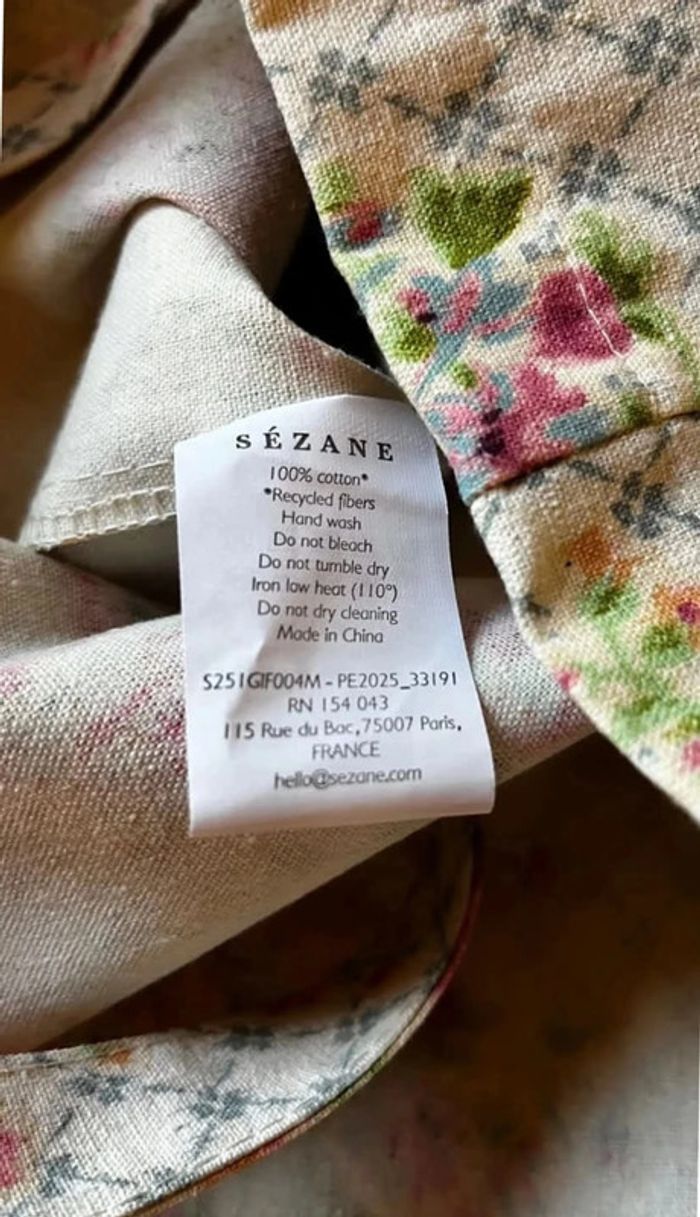 SÉZANE
100% cotton*
*Recycled fibers
Hand wash
Do not bleach
Do not tumble dry
Iron low heat (110°)
Do not dry cleaning
Made in China
S251GIF004M - PE2025_33191
RN 154 043
115 Rue du Bac,75007 Paris,
FRANCE
hello@sezane.com